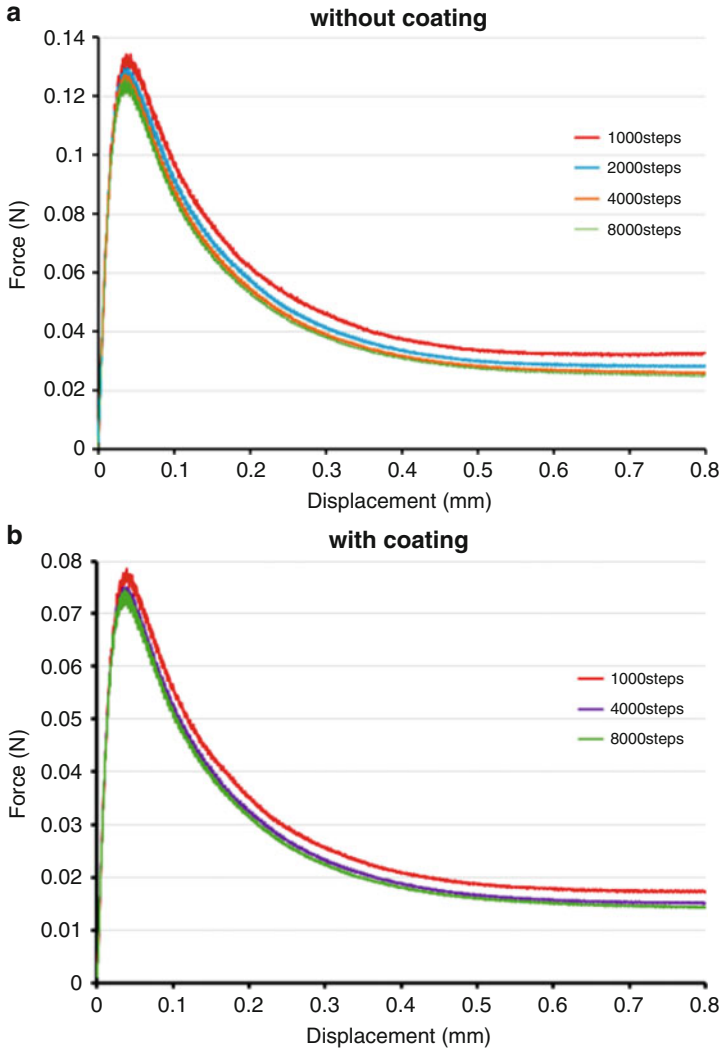 a
without coating
0.14
0.12
0.1
0.08
0.06
0.04
0.02
0
Force (N)
1000steps
2000steps
4000steps
8000steps
0 0.1 0.2 0.3 0.4 0.5 0.6 0.7 0.8
Displacement (mm)
b
with coating
0.08
0.07
0.06
0.05
0.04
0.03
0.02
0.01
0
Force (N)
1000steps
4000steps
8000steps
0 0.1 0.2 0.3 0.4 0.5 0.6 0.7 0.8
Displacement (mm)